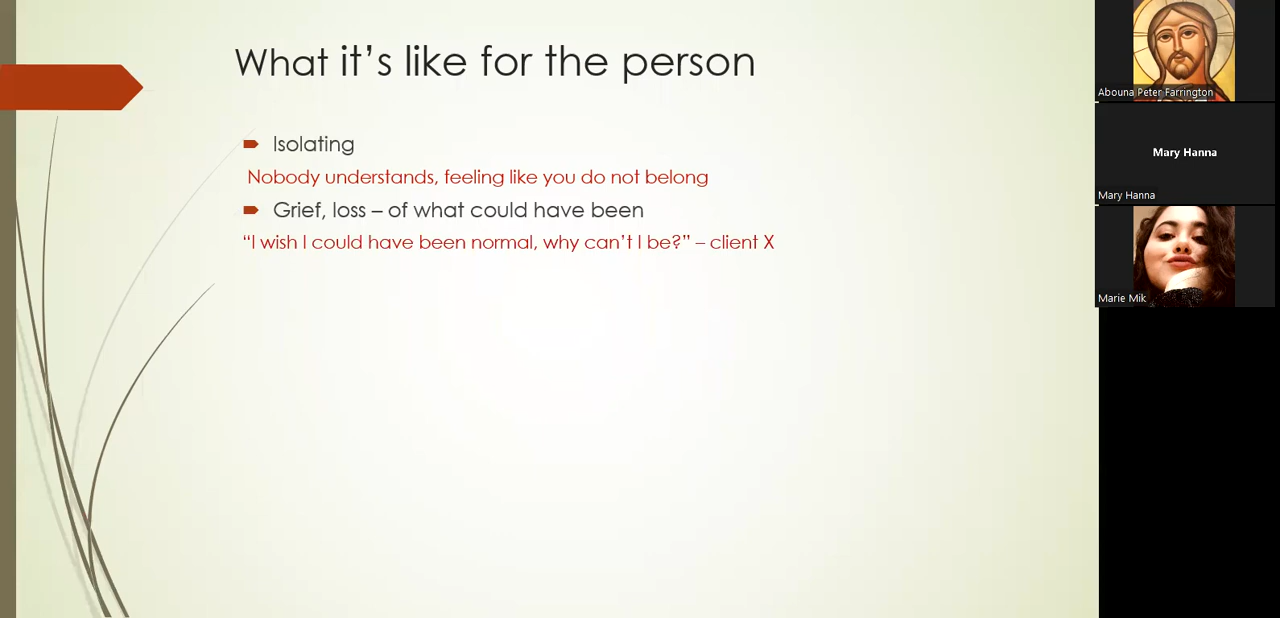 What it’s like for the person
Isolating
Nobody understands, feeling like you do not belong
Grief, loss – of what could have been
“I wish I could have been normal, why can’t I be?” – client X
Abouna Peter Farrington
Mary Hanna
Mary Hanna
Marie Mik